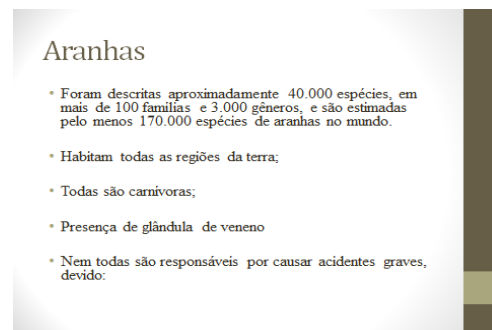 Aranhas
• Foram descritas aproximadamente 40.000 espécies, em
mais de 100 famílias e 3.000 gêneros, e são estimadas
pelo menos 170.000 espécies de aranhas no mundo.
• Habitam todas as regiões da terra;
• Todas são carnivoras;
• Presença de glândula de veneno
• Nem todas são responsáveis por causar acidentes graves,
devido: